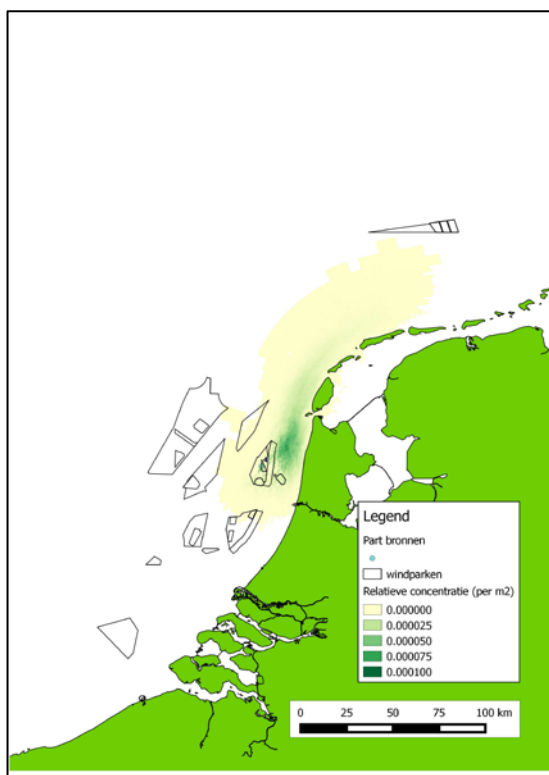 Legend
Part bronnen
windparken
Relatieve concentratie (per m2)
0.000000
0.000025
0.000050
0.000075
0.000100
0 25 50 75 100 km